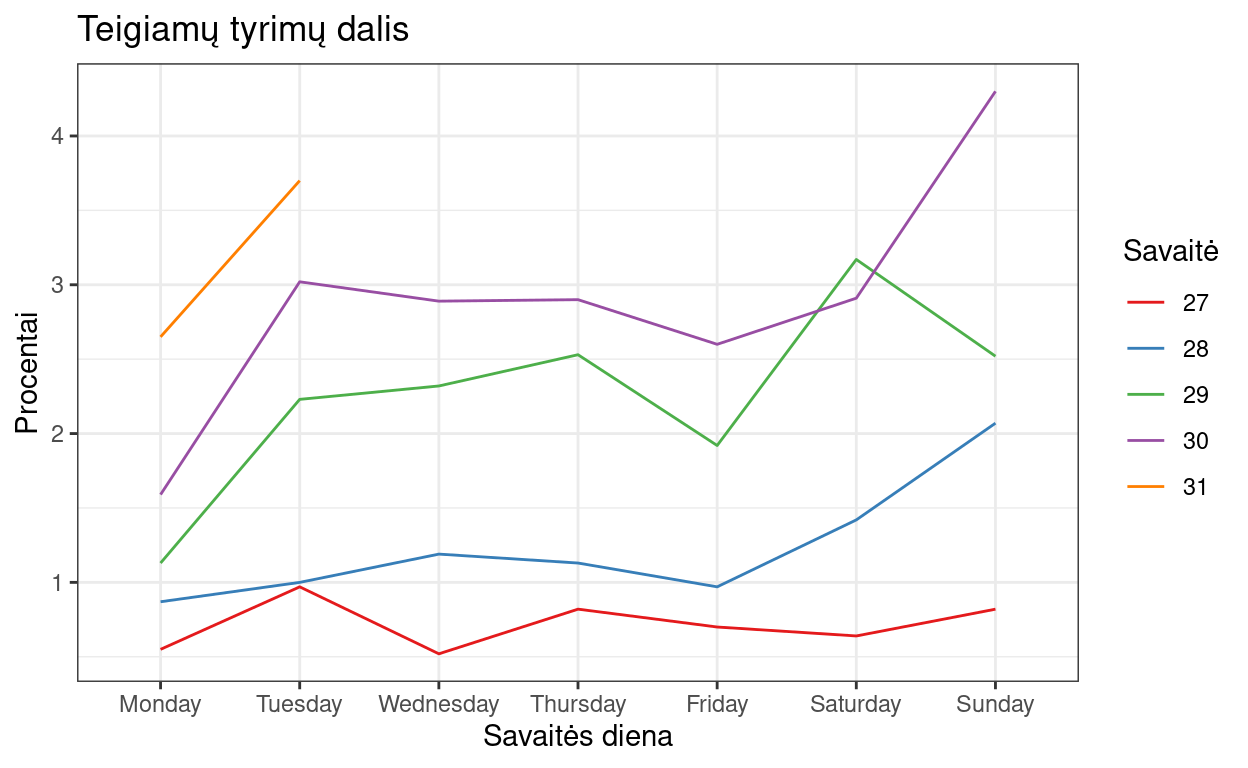 Teigiamų tyrimų dalis
Procentai
4
3
2
1
Monday Tuesday Wednesday Thursday Friday Saturday Sunday
Savaitės diena
Savaitė
27
28
29
30
31